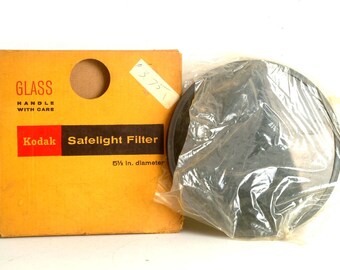 GLASS
HANDLE
WITH CARE
Kodak Safelight Filter
5½ in. diameter